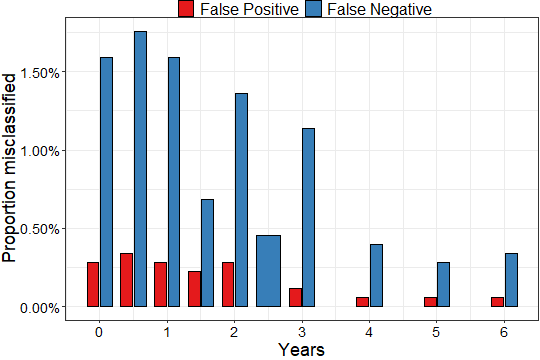 False Positive False Negative
Proportion misclassified
1.50%
1.00%
0.50%
0.00%
0 1 2 3 4 5 6
Years